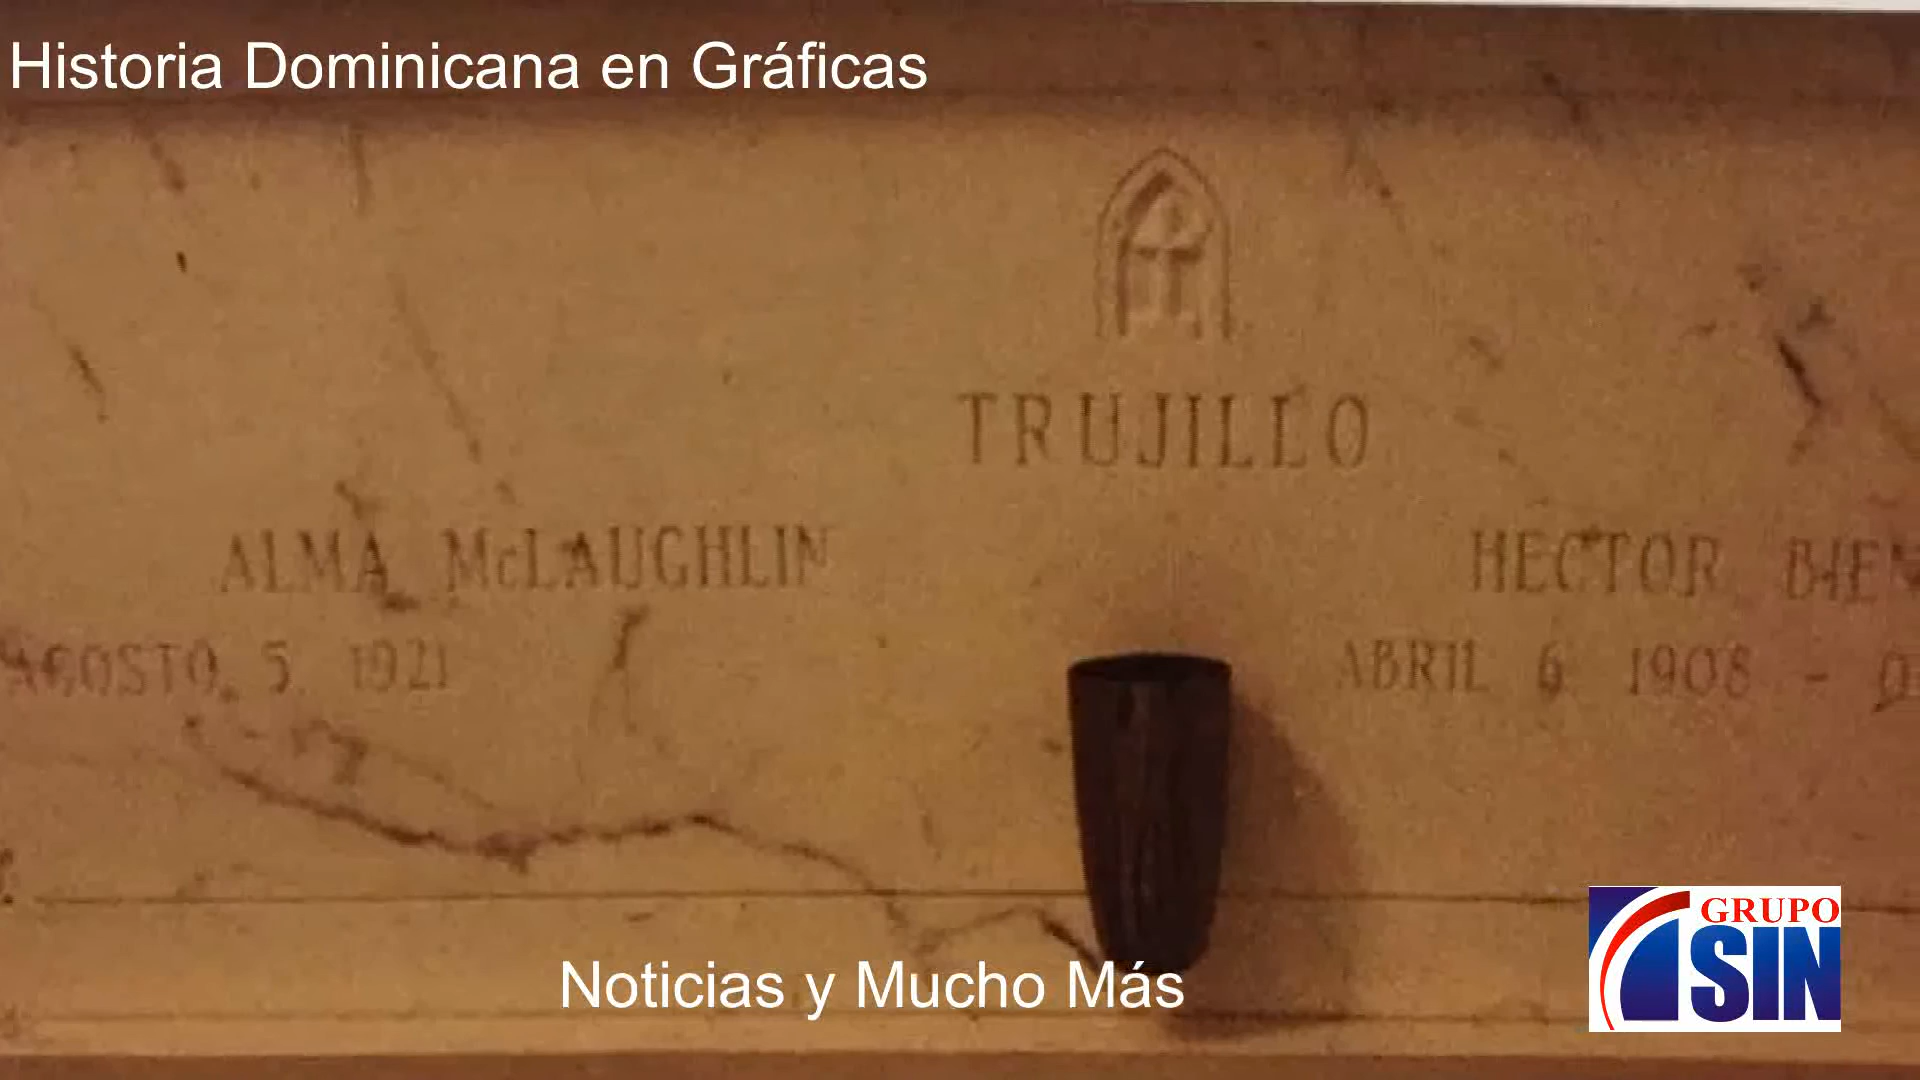 Historia Dominicana en Gráficas
TRUJILLO
ALMA McLAUGHLIN
HECTOR BIEN
AGOSTO 5 1921
ABRIL 6 1908 -
Noticias y Mucho Más
GRUPO
SIN